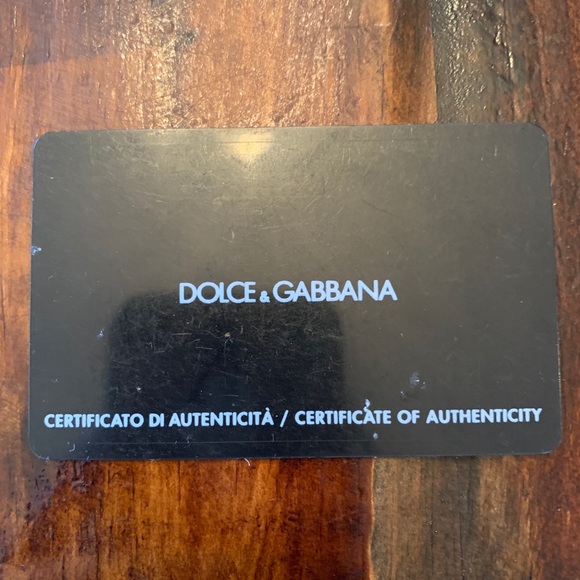 DOLCE & GABBANA
CERTIFICATO DI AUTENTICITÀ / CERTIFICATE OF AUTHENTICITY